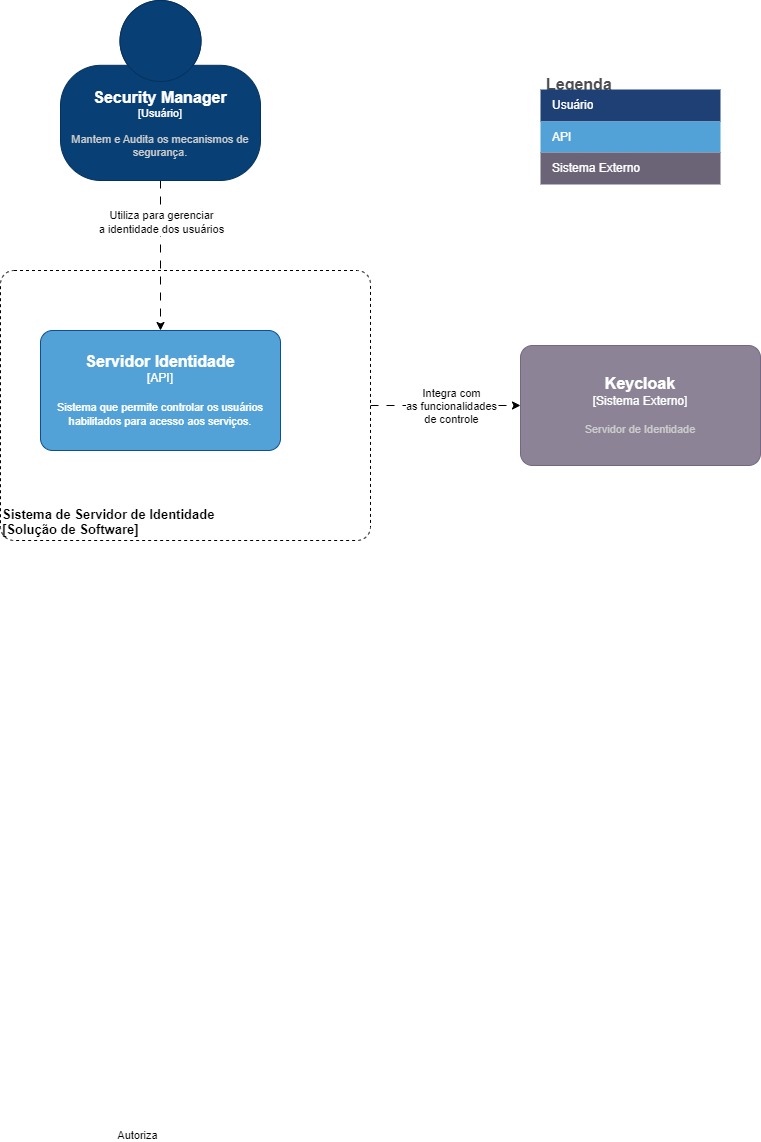 Security Manager
[Usuário]
Mantem e Audita os mecanismos de
segurança.
Legenda
Usuário
API
Sistema Externo
Utiliza para gerenciar
a identidade dos usuários
Servidor Identidade
[API]
Sistema que permite controlar os usuários
habilitados para acesso aos serviços.
Integra com
as funcionalidades
de controle
Keycloak
[Sistema Externo]
Servidor de Identidade
Sistema de Servidor de Identidade
[Solução de Software]
Autoriza